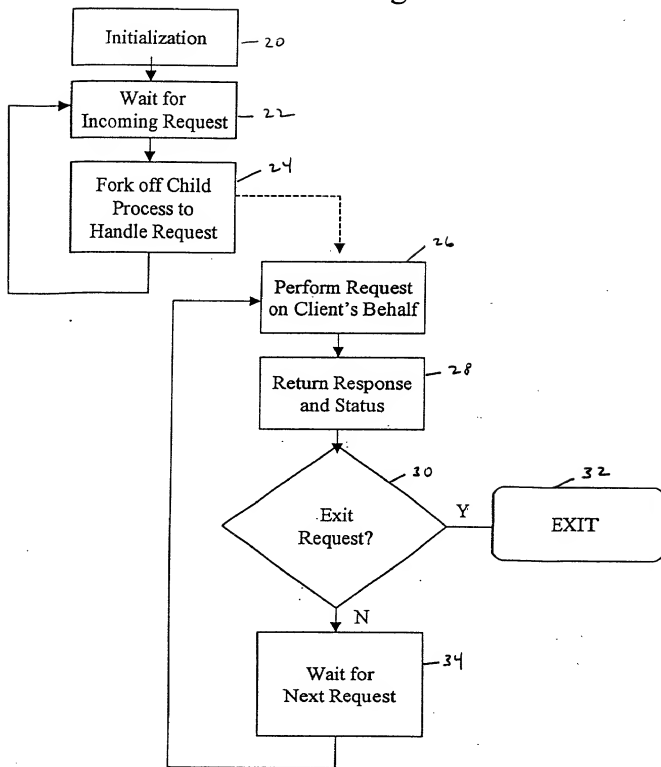 Initialization
20
Wait for
Incoming Request
22
24
Fork off Child
Process to
Handle Request
26
Perform Request
on Client's Behalf
Return Response
and Status
28
30
Exit
Request?
Y
32
EXIT
N
Wait for
Next Request
34